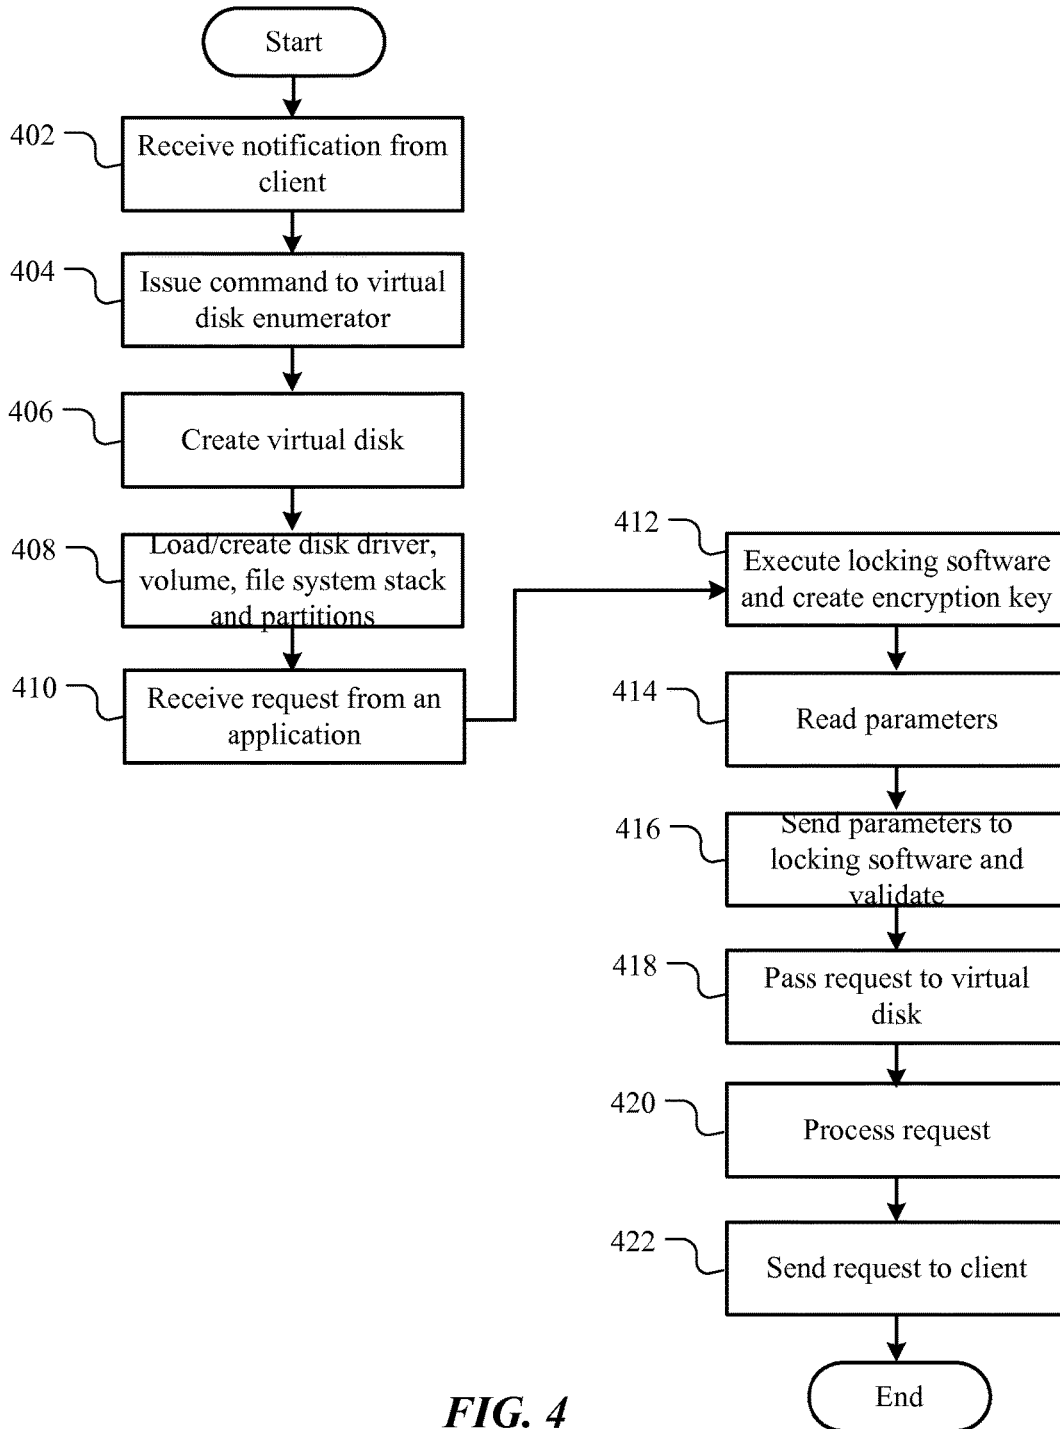 Start
402
Receive notification from
client
404
Issue command to virtual
disk enumerator
406
Create virtual disk
408
Load/create disk driver,
volume, file system stack
and partitions
410
Receive request from an
application
412
Execute locking software
and create encryption key
414
Read parameters
416
Send parameters to
locking software and
validate
418
Pass request to virtual
disk
420
Process request
422
Send request to client
End
FIG. 4